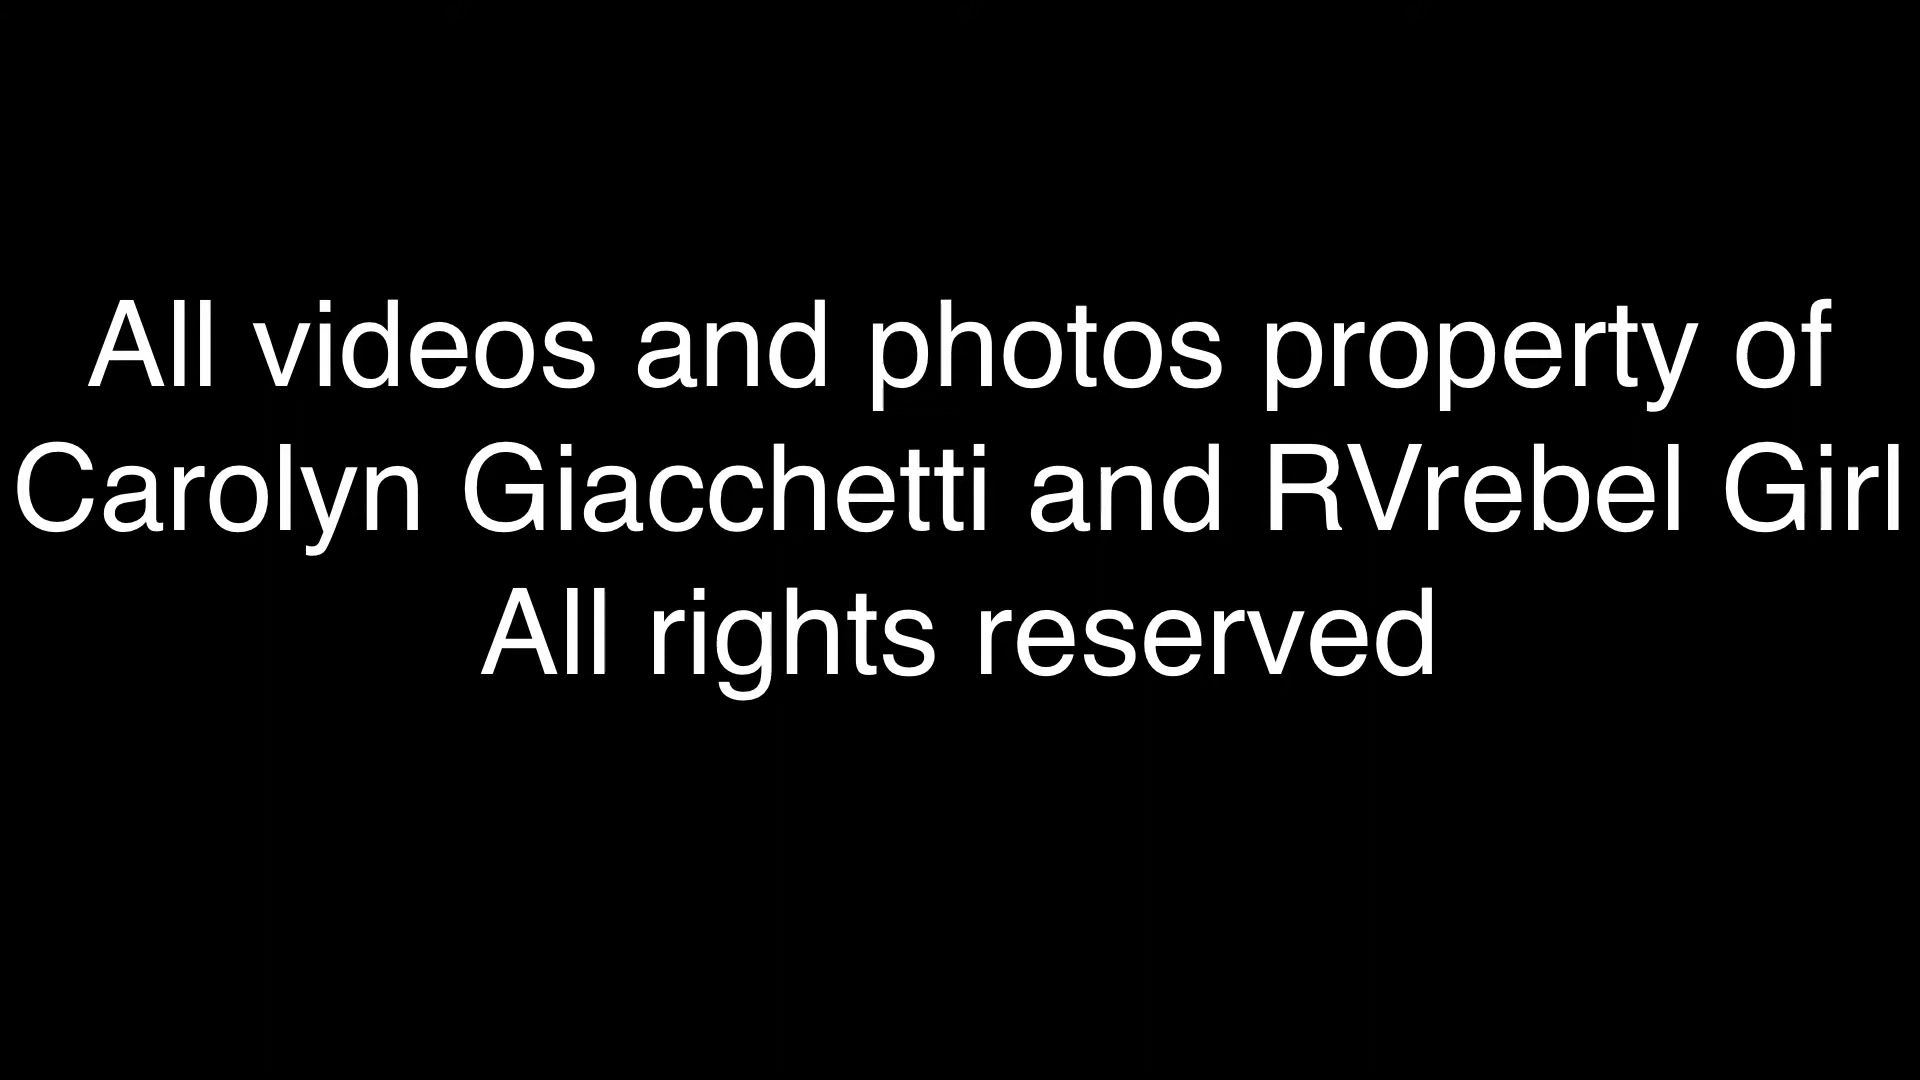 All videos and photos property of
Carolyn Giacchetti and RVrebel Girl
All rights reserved